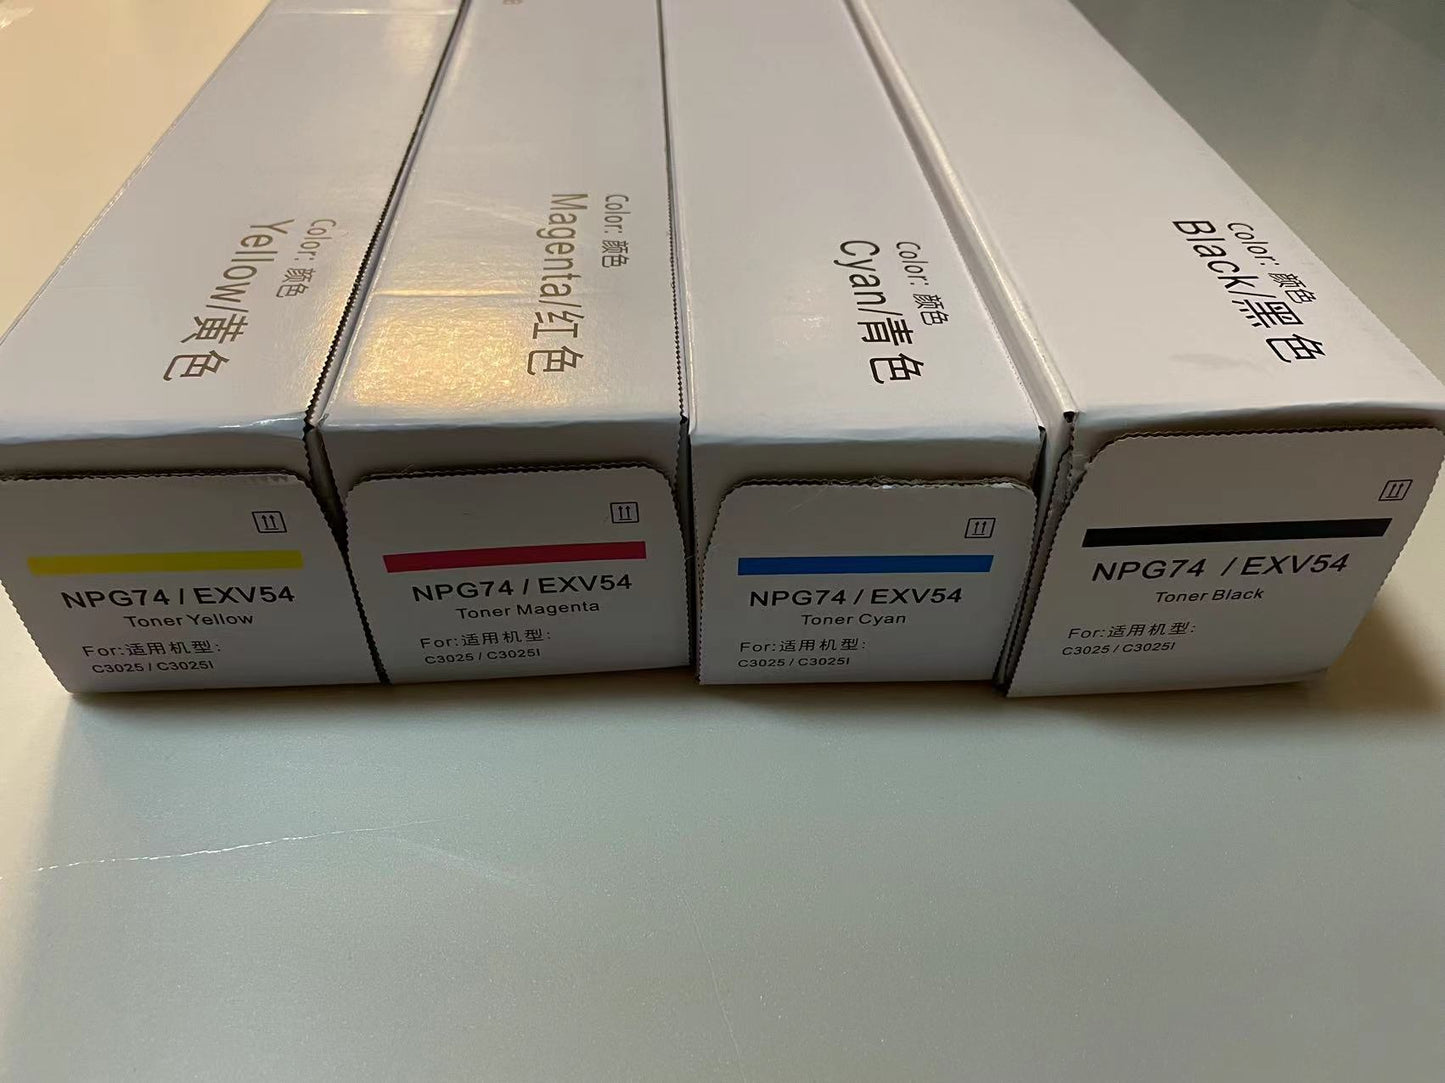 Color: 颜色
Yellow/黄色
NPG74 / EXV54
Toner Yellow
For:适用机型:
C3025 / C3025I
Color: 颜色
Magenta/红色
NPG74 / EXV54
Toner Magenta
For:适用机型:
C3025 / C3025I
Color: 颜色
Cyan/青色
NPG74 / EXV54
Toner Cyan
For:适用机型:
C3025 / C3025I
Color: 颜色
Black/黑色
NPG74 / EXV54
Toner Black
For:适用机型:
C3025 / C3025I